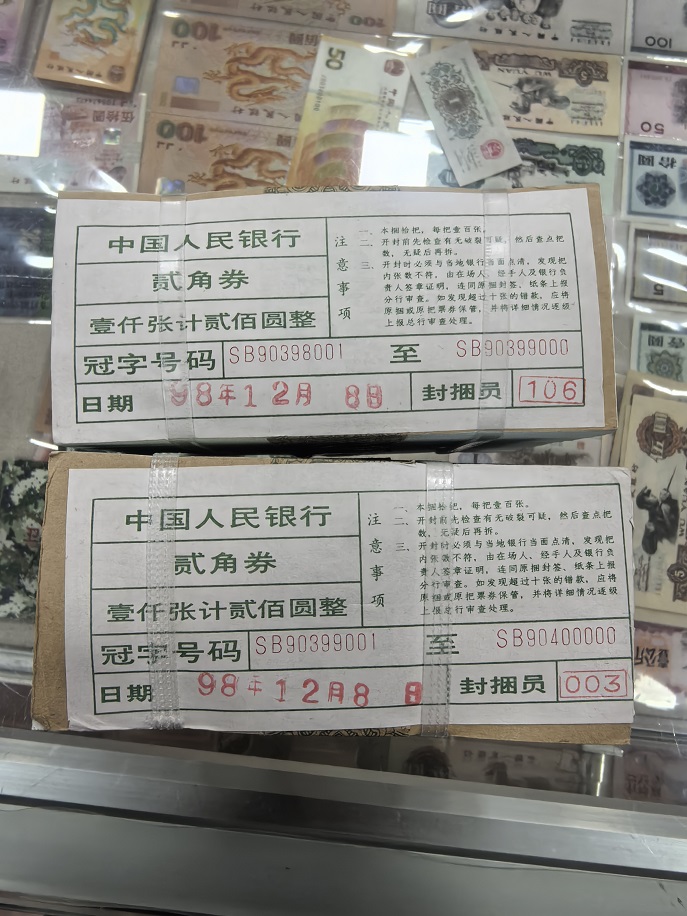 中国人民银行
贰角券
壹仟张计贰佰圆整
注意事项
一、本捆拾把，每把壹百张。
二、开封前先检查有无破裂可疑，然后查点把
数，无疑后再拆。
三、开封时必须与当地银行当面点清，发现把
内张数不符，由在场人、经手人及银行负
责人签章证明，连同原捆封签、纸条上报
分行审查。如发现超过十张的错款，应将
原捆或原把票券保管，并将详细情况逐级
上报总行审查处理。
冠字号码 SB90398001 至 SB90399000
日期 98年12月 8日 封捆员 106
中国人民银行
贰角券
壹仟张计贰佰圆整
注意事项
一、本捆拾把，每把壹百张。
二、开封前先检查有无破裂可疑，然后查点把
数，无疑后再拆。
三、开封时必须与当地银行当面点清，发现把
内张数不符，由在场人、经手人及银行负
责人签章证明，连同原捆封签、纸条上报
分行审查。如发现超过十张的错款，应将
原捆或原把票券保管，并将详细情况逐级
上报总行审查处理。
冠字号码 SB90399001 至 SB90400000
日期 98年12月8 日 封捆员 003
100
100
50
WU YUAN
100
50
拾圆
5